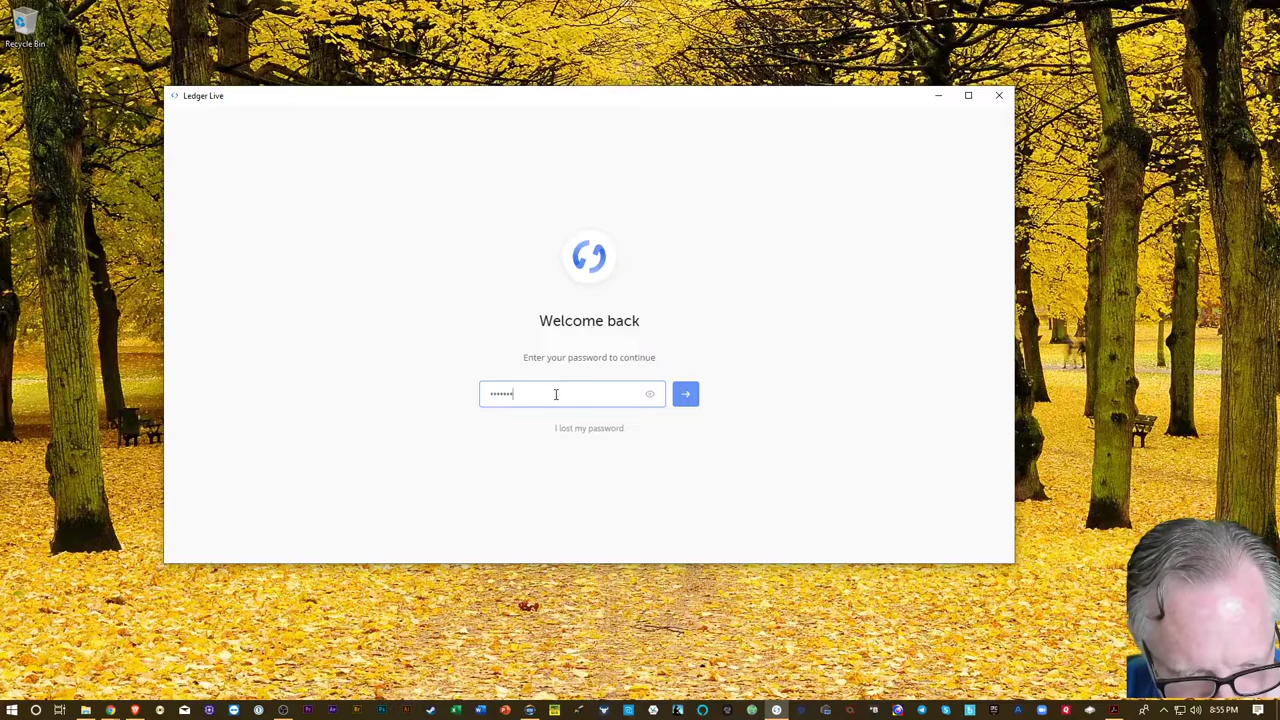 Recycle Bin
Ledger Live
Welcome back
Enter your password to continue
•••••••
I lost my password
8:55 PM